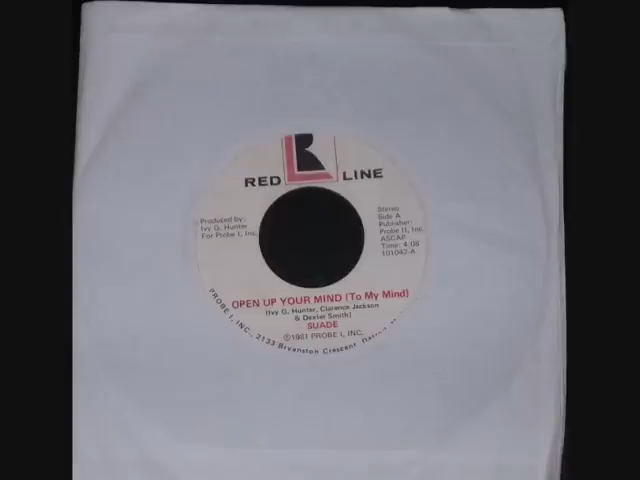 RED LINE
Produced by:
Ivy G. Hunter
For Probe I, Inc.
Stereo
Side A
Publisher:
Probe II, Inc.
ASCAP
Time: 4:08
101042-A
OPEN UP YOUR MIND (To My Mind)
(Ivy G. Hunter, Clarence Jackson
& Dexter Smith)
SUADE
©1981 PROBE I, INC.
PROBE I, INC., 2133 Bryanston Crescent,